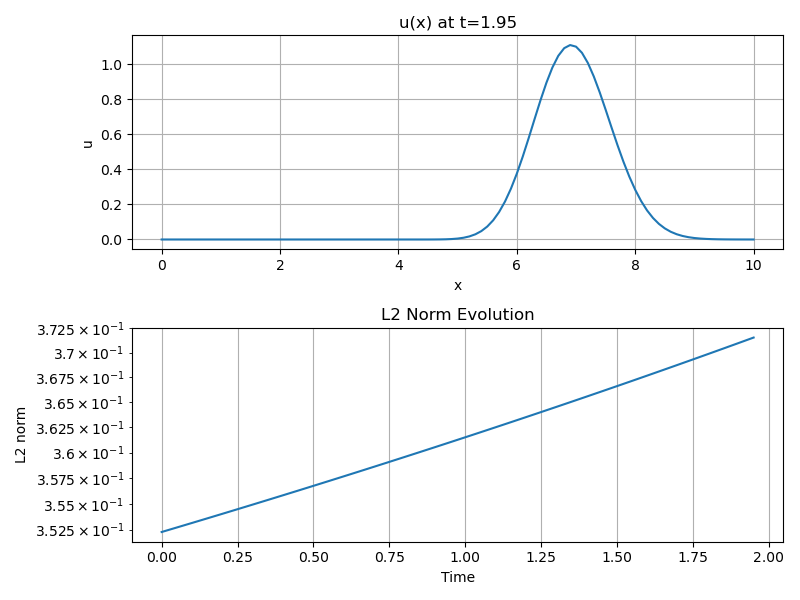 u(x) at t=1.95
u
1.0
0.8
0.6
0.4
0.2
0.0
0 2 4 6 8 10
x
L2 Norm Evolution
L2 norm
3.725 × 10⁻¹
3.7 × 10⁻¹
3.675 × 10⁻¹
3.65 × 10⁻¹
3.625 × 10⁻¹
3.6 × 10⁻¹
3.575 × 10⁻¹
3.55 × 10⁻¹
3.525 × 10⁻¹
0.00 0.25 0.50 0.75 1.00 1.25 1.50 1.75 2.00
Time